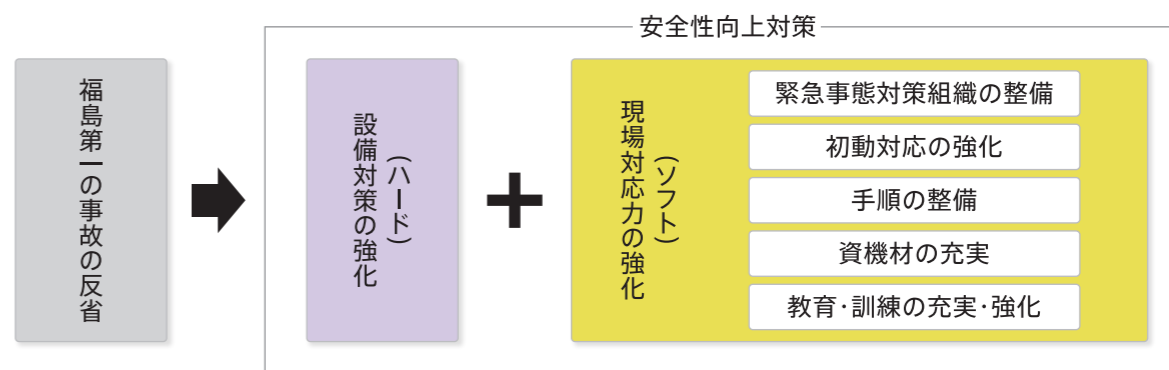 安全性向上対策
福島第一の事故の反省
設備対策の強化
(ハード)
現場対応力の強化
(ソフト)
緊急事態対策組織の整備
初動対応の強化
手順の整備
資機材の充実
教育･訓練の充実･強化